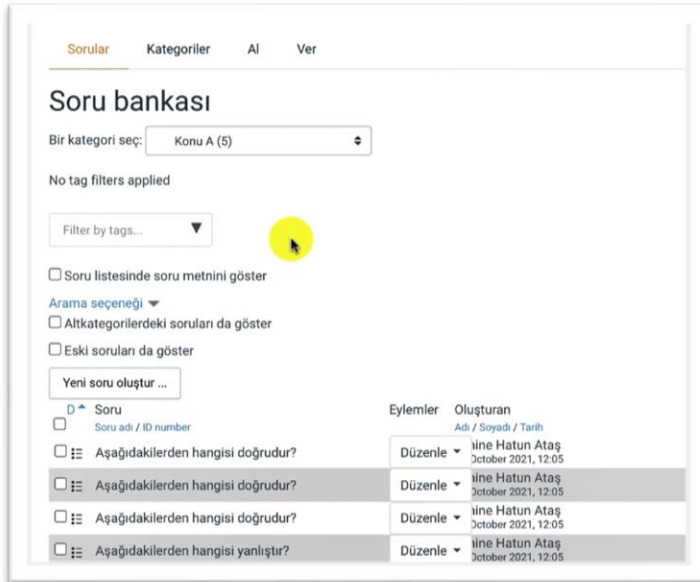 Sorular Kategoriler Al Ver
Soru bankası
Bir kategori seç: Konu A (5)
No tag filters applied
Filter by tags...
Soru listesinde soru metnini göster
Arama seçeneği
Altkategorilerdeki soruları da göster
Eski soruları da göster
Yeni soru oluştur ...
D Soru Eylemler Oluşturan
Soru adı / ID number Adı / Soyadı / Tarih
Aşağıdakilerden hangisi doğrudur? Düzenle Hatun Ataş
October 2021, 12:05
Aşağıdakilerden hangisi doğrudur? Düzenle Hatun Ataş
October 2021, 12:05
Aşağıdakilerden hangisi doğrudur? Düzenle Hatun Ataş
October 2021, 12:05
Aşağıdakilerden hangisi yanlıştır? Düzenle Hatun Ataş
October 2021, 12:05